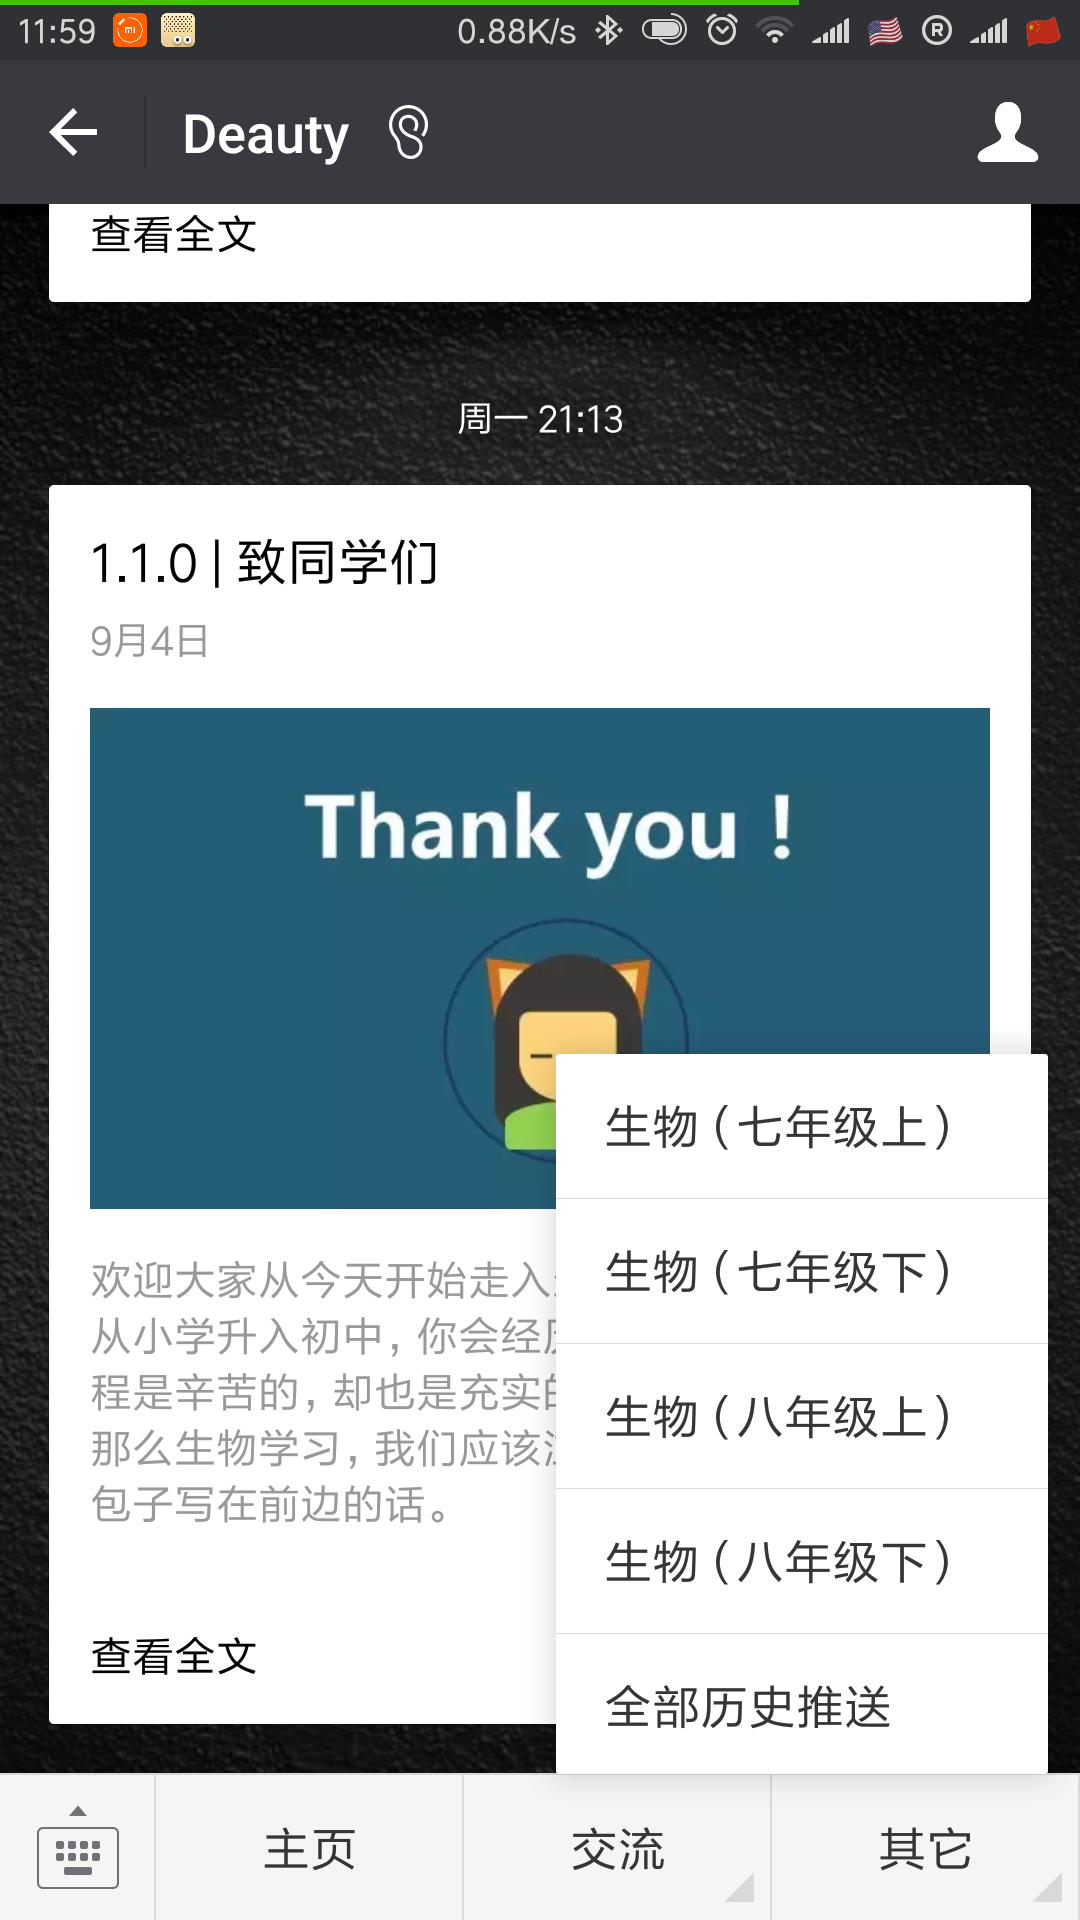 11:59
0.88K/s
Deauty
查看全文
周一 21:13
1.1.0 | 致同学们
9月4日
Thank you !
欢迎大家从今天开始走入
从小学升入初中，你会经
程是辛苦的，却也是充实
那么生物学习，我们应该
包子写在前边的话。
查看全文
生物（七年级上）
生物（七年级下）
生物（八年级上）
生物（八年级下）
全部历史推送
主页
交流
其它